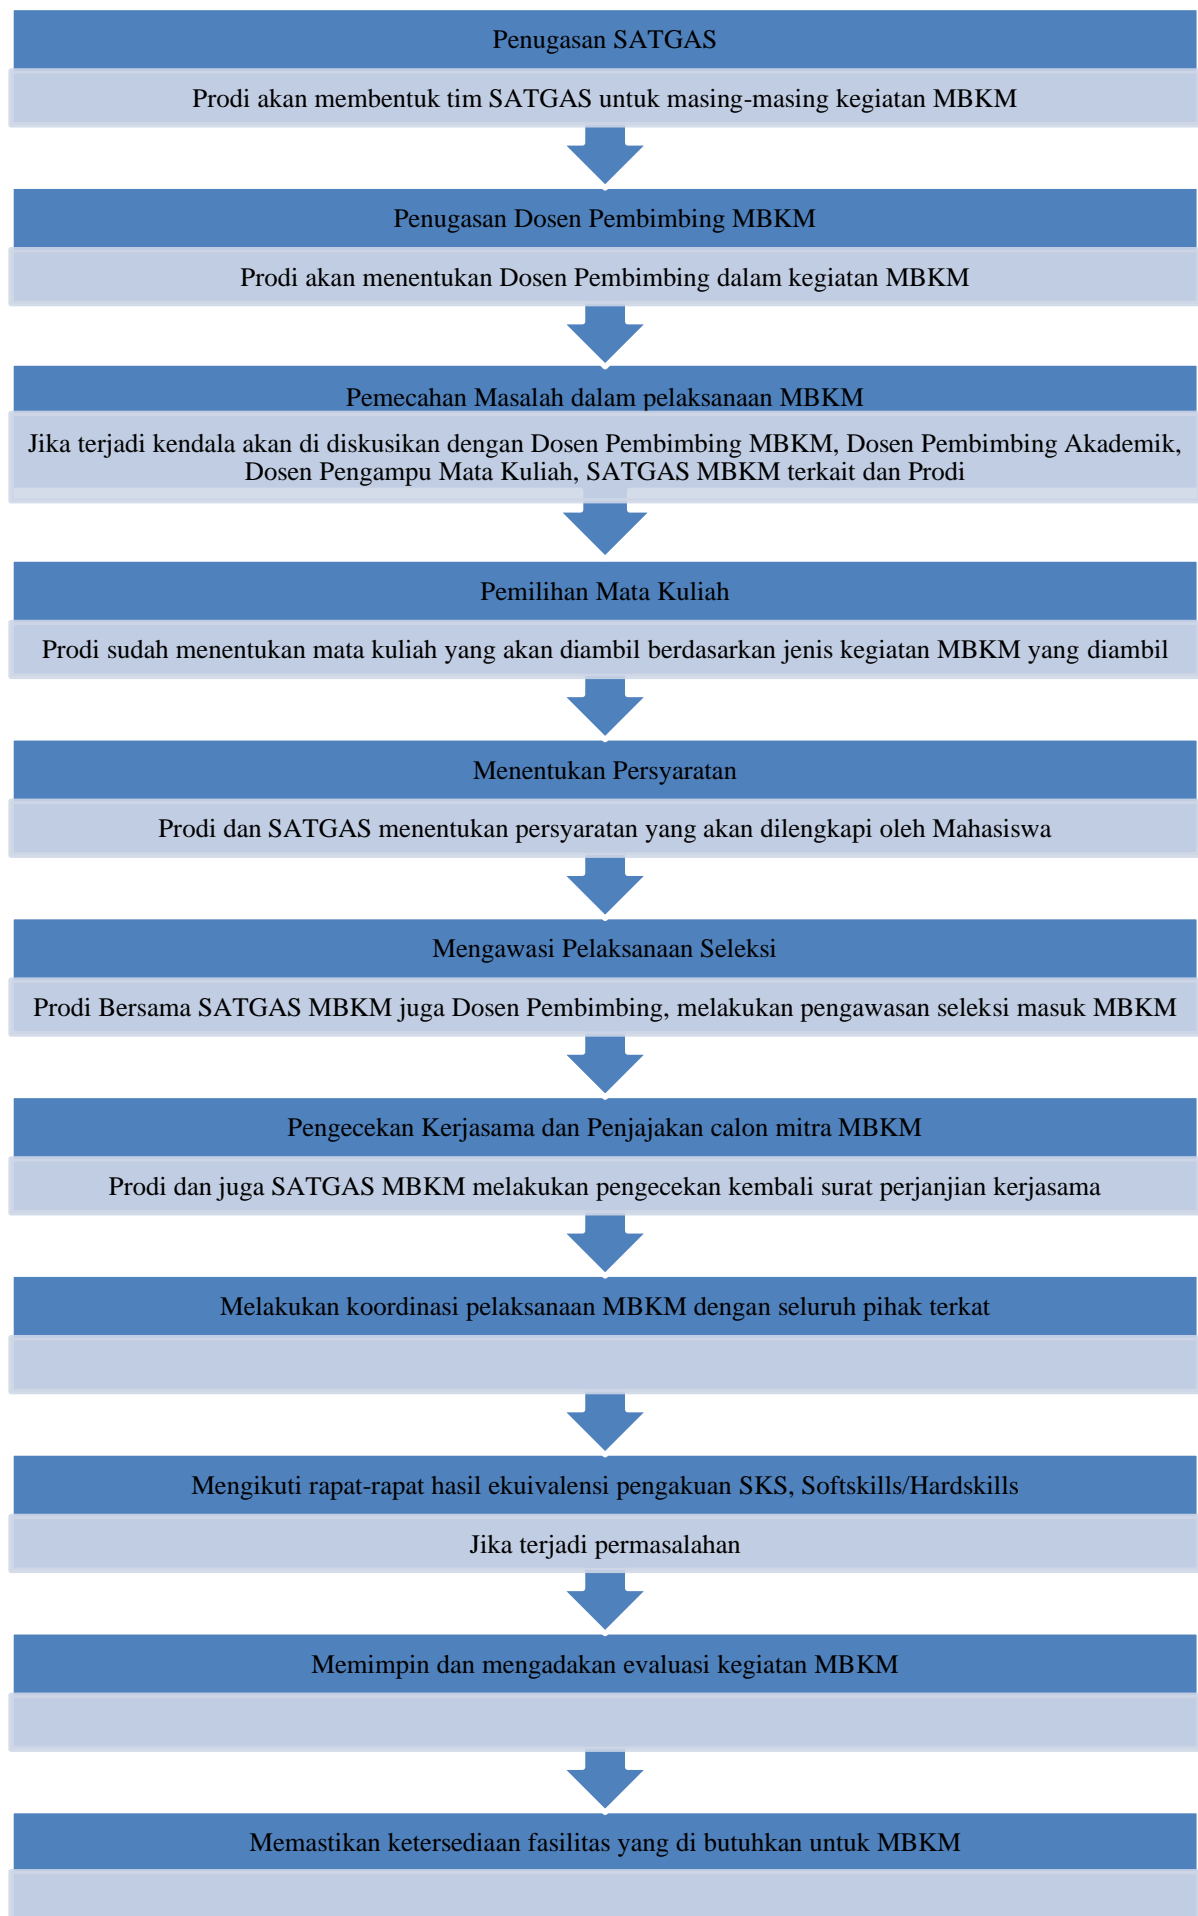 Penugasan SATGAS
Prodi akan membentuk tim SATGAS untuk masing-masing kegiatan MBKM
Penugasan Dosen Pembimbing MBKM
Prodi akan menentukan Dosen Pembimbing dalam kegiatan MBKM
Pemecahan Masalah dalam pelaksanaan MBKM
Jika terjadi kendala akan di diskusikan dengan Dosen Pembimbing MBKM, Dosen Pembimbing Akademik,
Dosen Pengampu Mata Kuliah, SATGAS MBKM terkait dan Prodi
Pemilihan Mata Kuliah
Prodi sudah menentukan mata kuliah yang akan diambil berdasarkan jenis kegiatan MBKM yang diambil
Menentukan Persyaratan
Prodi dan SATGAS menentukan persyaratan yang akan dilengkapi oleh Mahasiswa
Mengawasi Pelaksanaan Seleksi
Prodi Bersama SATGAS MBKM juga Dosen Pembimbing, melakukan pengawasan seleksi masuk MBKM
Pengecekan Kerjasama dan Penjajakan calon mitra MBKM
Prodi dan juga SATGAS MBKM melakukan pengecekan kembali surat perjanjian kerjasama
Melakukan koordinasi pelaksanaan MBKM dengan seluruh pihak terkat
Mengikuti rapat-rapat hasil ekuivalensi pengakuan SKS, Softskills/Hardskills
Jika terjadi permasalahan
Memimpin dan mengadakan evaluasi kegiatan MBKM
Memastikan ketersediaan fasilitas yang di butuhkan untuk MBKM